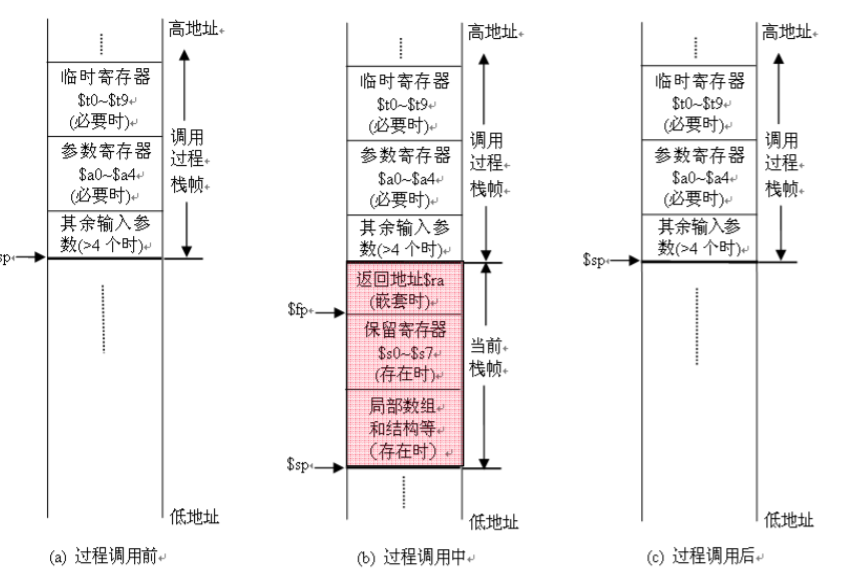 高地址
临时寄存器
$t0~$t9
(必要时)
参数寄存器
$a0~$a4
(必要时)
其余输入参
数(>4 个时)
调用
过程
栈帧
sp
低地址
(a) 过程调用前
高地址
临时寄存器
$t0~$t9
(必要时)
参数寄存器
$a0~$a4
(必要时)
其余输入参
数(>4 个时)
调用
过程
栈帧
返回地址$ra
(嵌套时)
$fp
保留寄存器
$s0~$s7
(存在时)
局部数组
和结构等
（存在时）
当前
栈帧
$sp
低地址
(b) 过程调用中
高地址
临时寄存器
$t0~$t9
(必要时)
参数寄存器
$a0~$a4
(必要时)
其余输入参
数(>4 个时)
调用
过程
栈帧
$sp
低地址
(c) 过程调用后